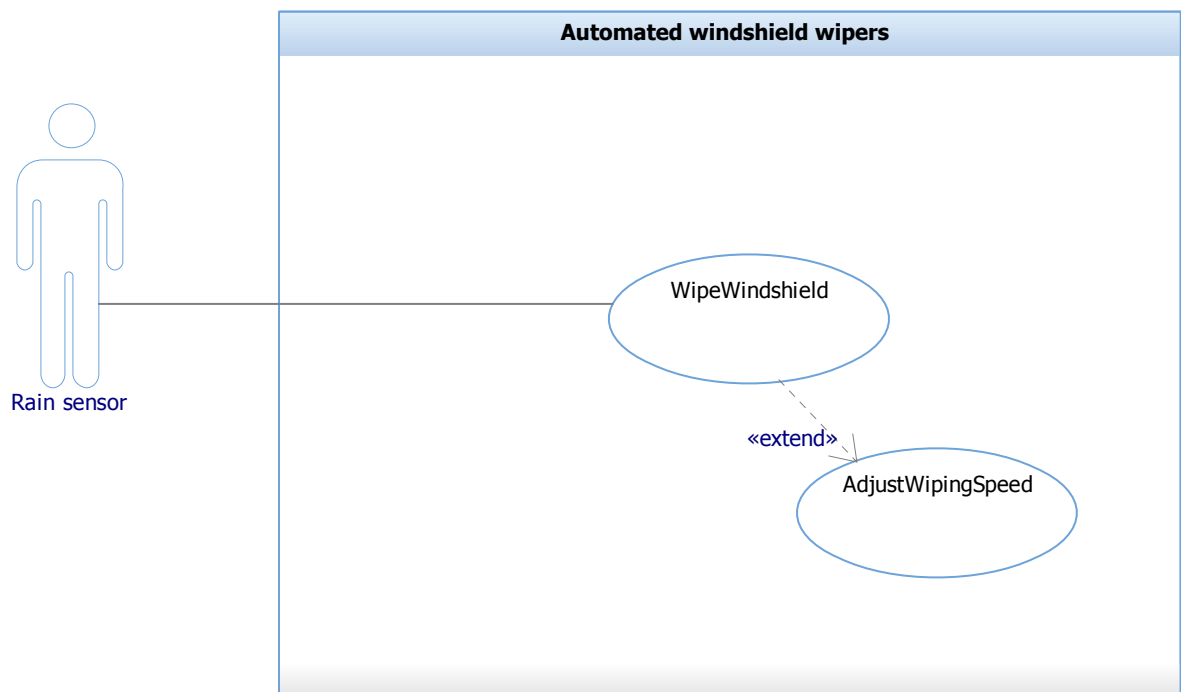 Automated windshield wipers
WipeWindshield
Rain sensor
«extend»
AdjustWipingSpeed